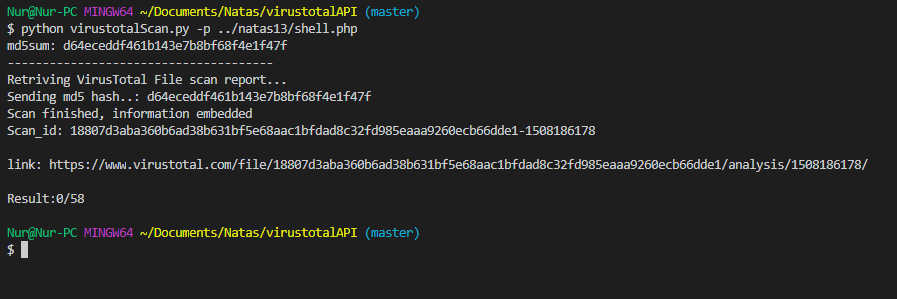 Nur@Nur-PC MINGW64 ~/Documents/Natas/virustotalAPI (master)
$ python virustotalScan.py -p ../natas13/shell.php
md5sum: d64eceddf461b143e7b8bf68f4e1f47f
---------------------------------------
Retriving VirusTotal File scan report...
Sending md5 hash..: d64eceddf461b143e7b8bf68f4e1f47f
Scan finished, information embedded
Scan_id: 18807d3aba360b6ad38b631bf5e68aac1bfdad8c32fd985eaaa9260ecb66dde1-1508186178
link: https://www.virustotal.com/file/18807d3aba360b6ad38b631bf5e68aac1bfdad8c32fd985eaaa9260ecb66dde1/analysis/1508186178/
Result:0/58
Nur@Nur-PC MINGW64 ~/Documents/Natas/virustotalAPI (master)
$